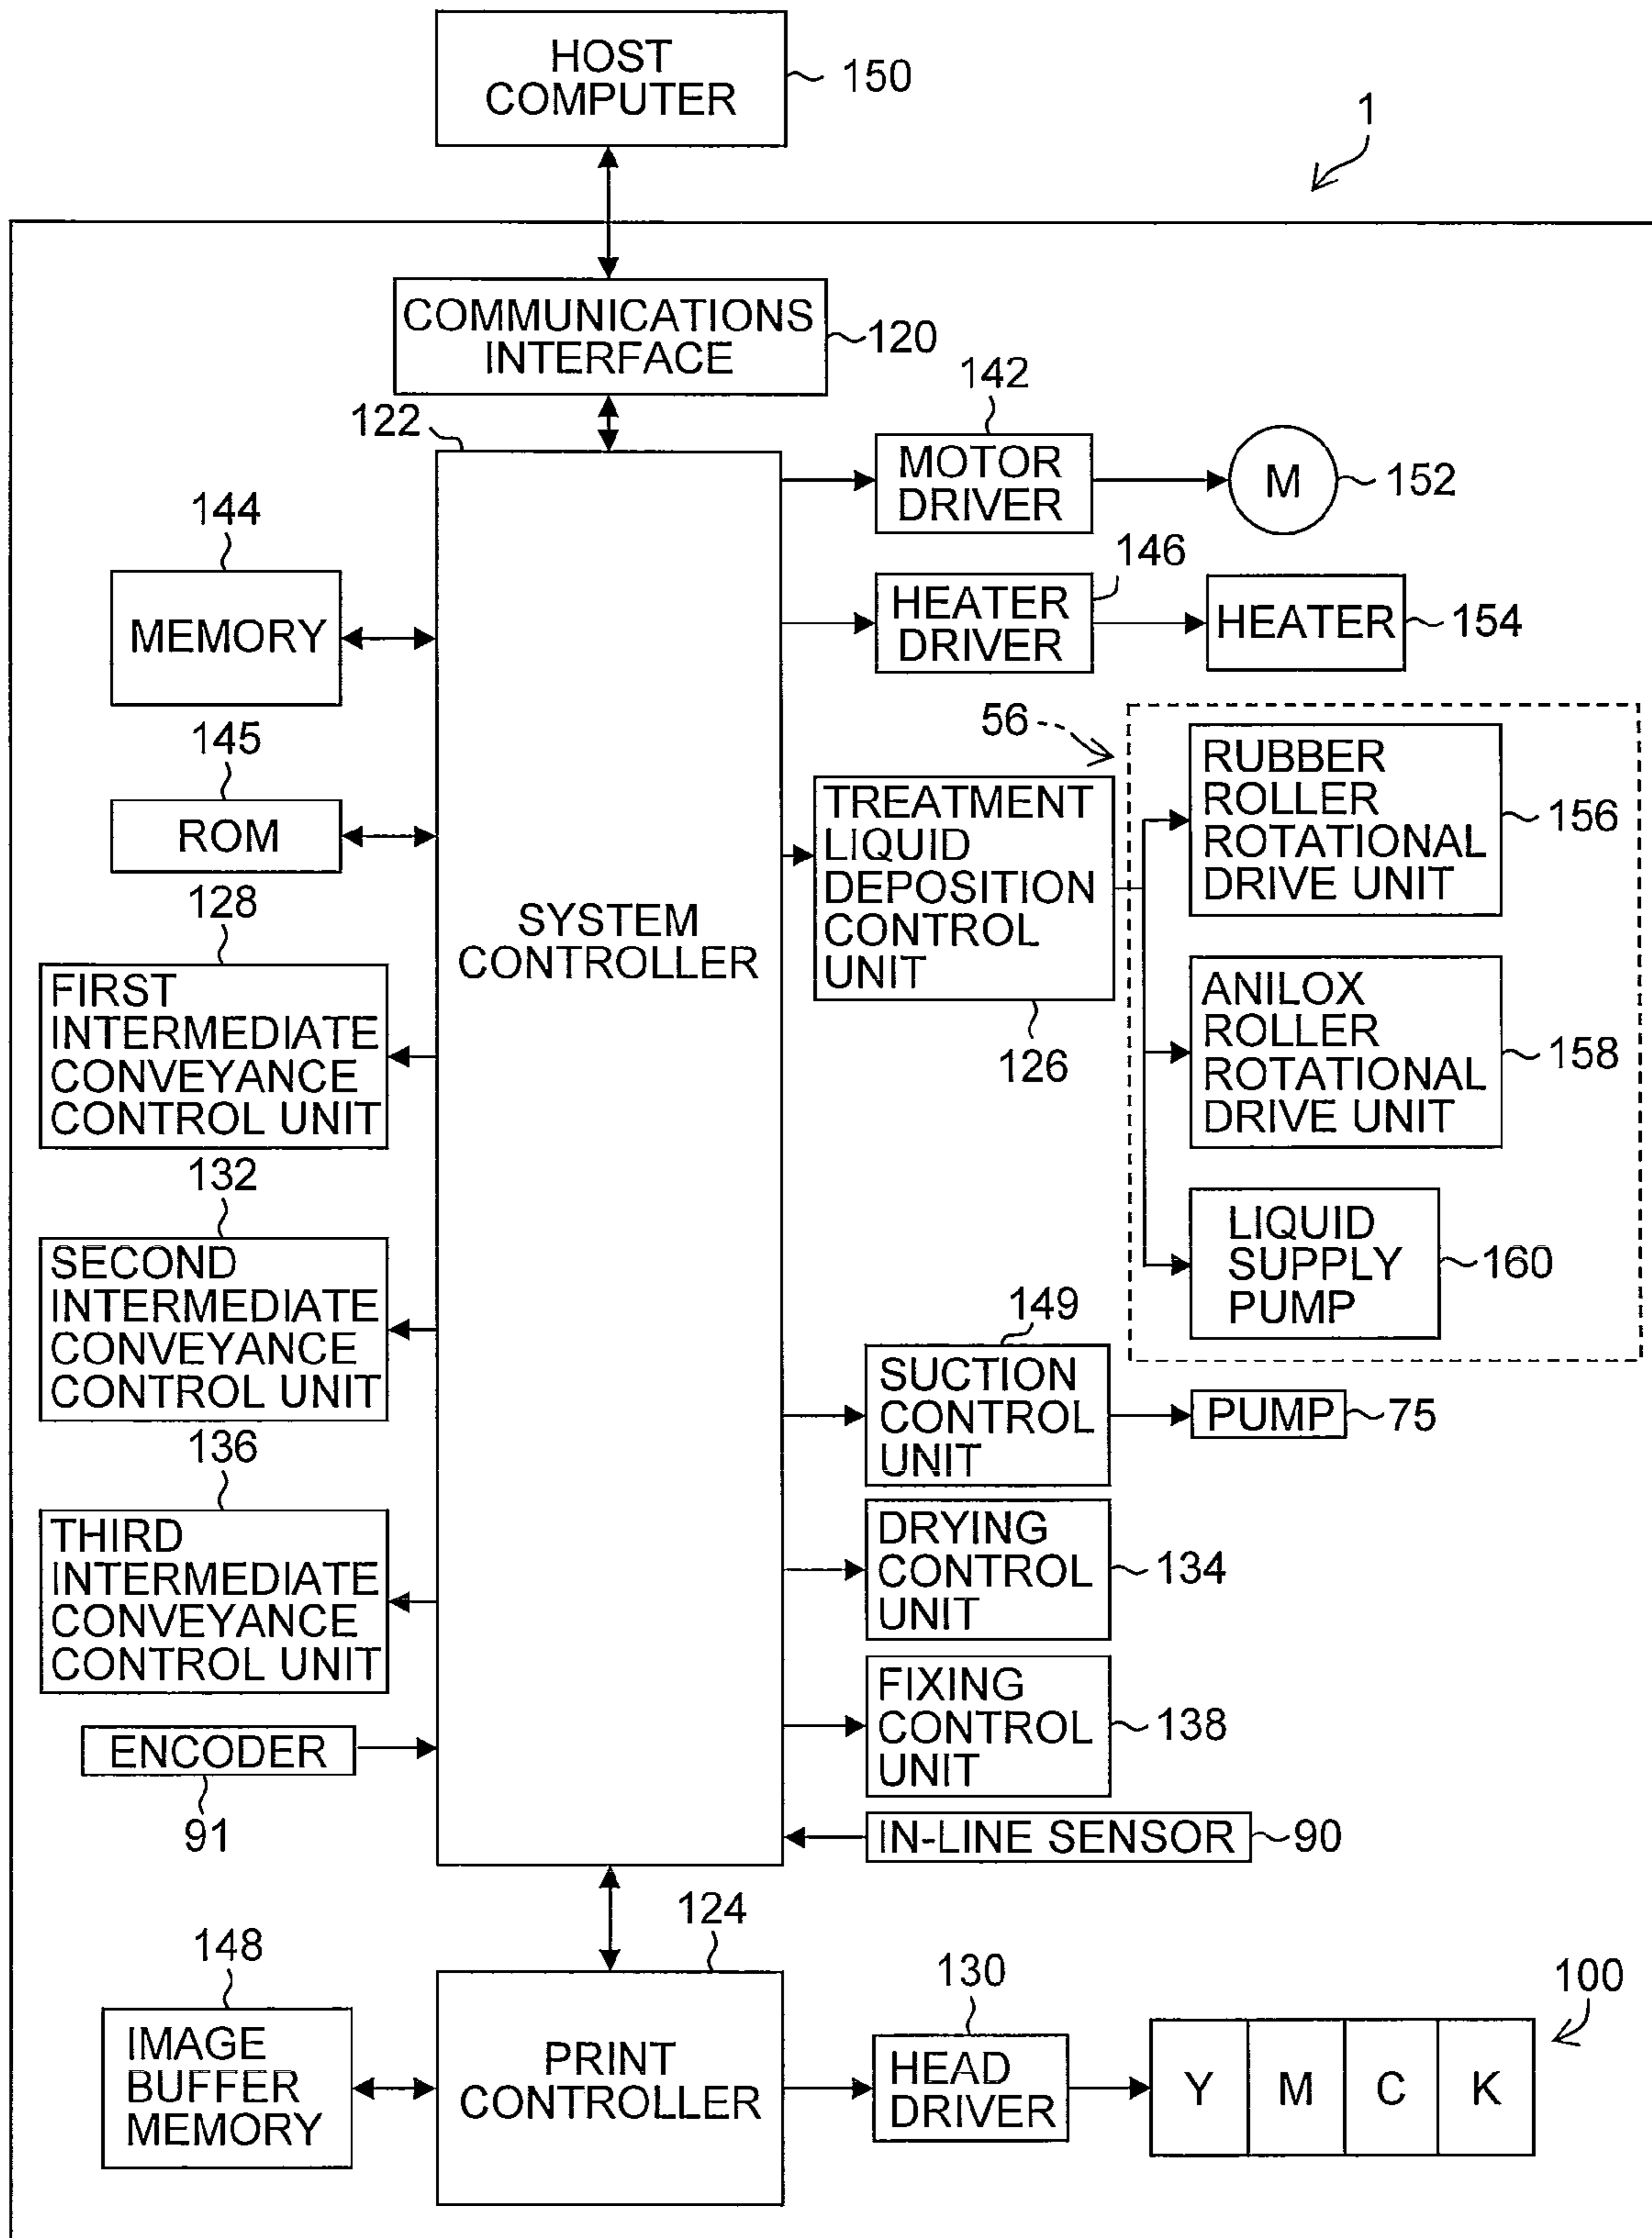 HOST
COMPUTER
150
1
COMMUNICATIONS
INTERFACE
120
122
142
MOTOR
DRIVER
M
152
144
MEMORY
146
HEATER
DRIVER
HEATER
154
145
ROM
56
TREATMENT
LIQUID
DEPOSITION
CONTROL
UNIT
126
RUBBER
ROLLER
ROTATIONAL
DRIVE UNIT
156
SYSTEM
CONTROLLER
128
FIRST
INTERMEDIATE
CONVEYANCE
CONTROL UNIT
ANILOX
ROLLER
ROTATIONAL
DRIVE UNIT
158
132
SECOND
INTERMEDIATE
CONVEYANCE
CONTROL UNIT
LIQUID
SUPPLY
PUMP
160
149
SUCTION
CONTROL
UNIT
PUMP
75
136
THIRD
INTERMEDIATE
CONVEYANCE
CONTROL UNIT
DRYING
CONTROL
UNIT
134
FIXING
CONTROL
UNIT
138
ENCODER
91
IN-LINE SENSOR
90
124
148
IMAGE
BUFFER
MEMORY
PRINT
CONTROLLER
130
HEAD
DRIVER
100
Y M C K